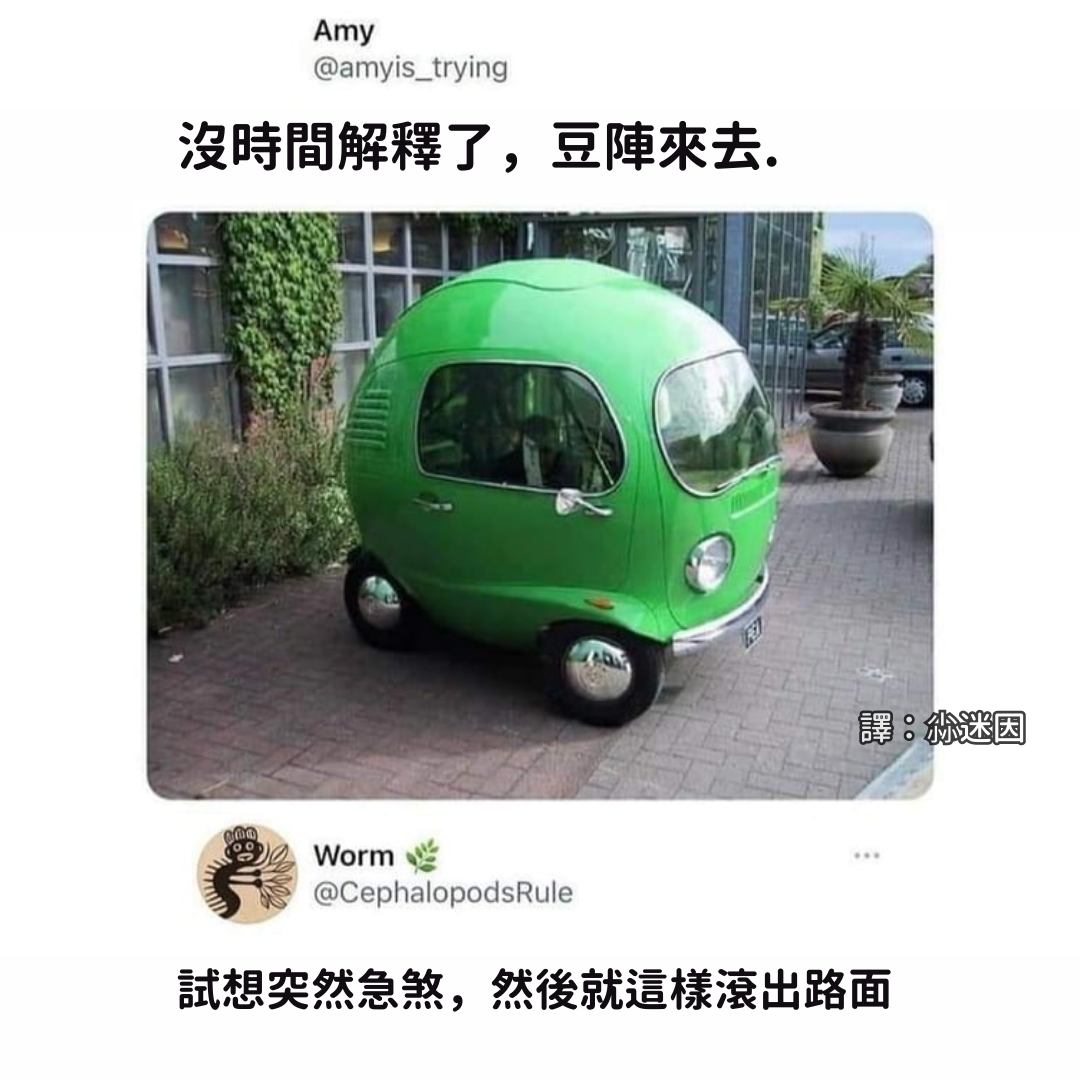 Amy
@amyis_trying
沒時間解釋了，豆陣來去.
PEA
譯：尛迷因
Worm
@CephalopodsRule
試想突然急煞，然後就這樣滾出路面